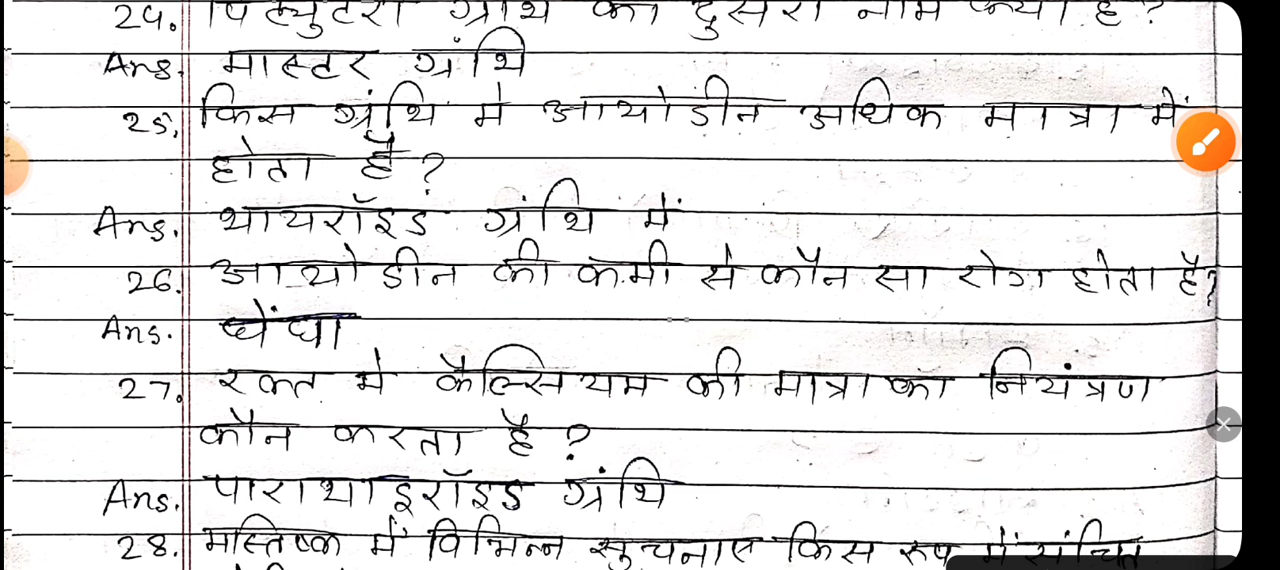 24. पिट्युटरी ग्रंथि का दुसरा नाम क्या है?
Ans. मास्टर ग्रंथि
25. किस ग्रंथि मे आयोडीन अधिक मात्रा में
होता है ?
Ans. थायरॉइड ग्रंथि में
26. आयोडीन की कमी से कौन सा रोग होता है?
Ans. घेंघा
27. रक्त मे कैल्सियम की मात्रा का नियंत्रण
कौन करता है ?
Ans. पाराथाइरॉइड ग्रंथि
28. मस्तिष्क में विभिन्न सुचनाए किस रूप में संचित